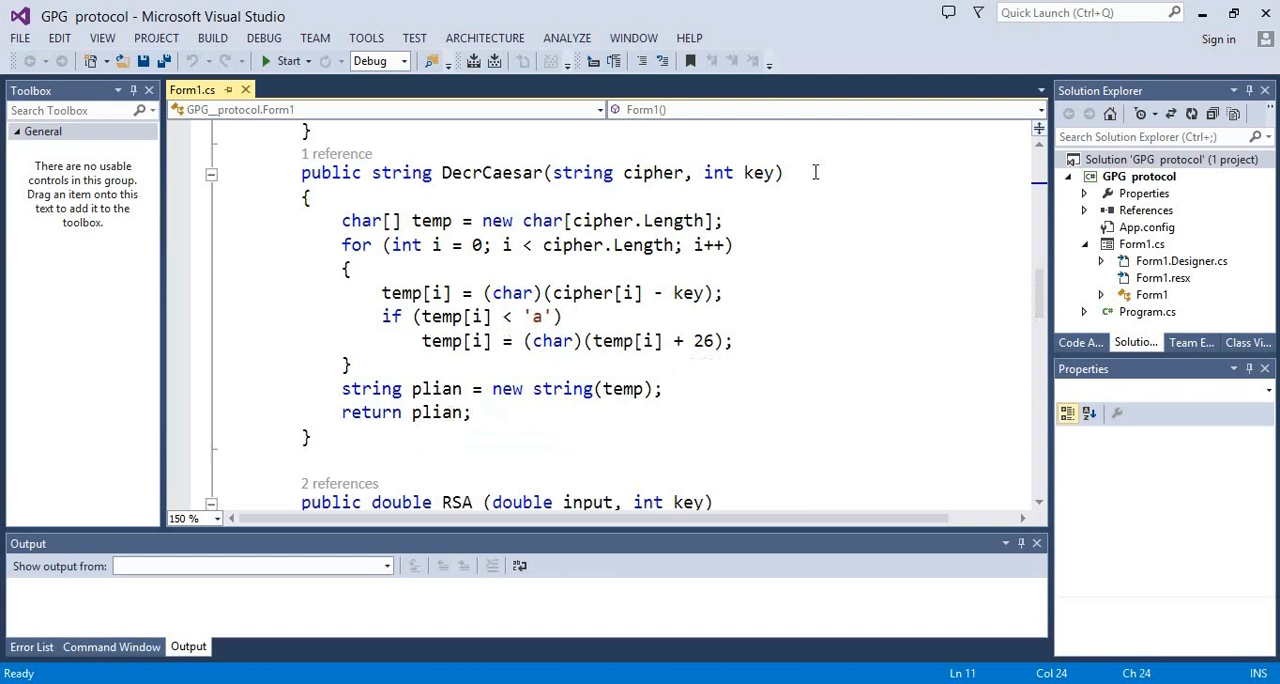 GPG protocol - Microsoft Visual Studio
Quick Launch (Ctrl+Q)
FILE EDIT VIEW PROJECT BUILD DEBUG TEAM TOOLS TEST ARCHITECTURE ANALYZE WINDOW HELP
Sign in
Start Debug
Toolbox
Search Toolbox
General
There are no usable
controls in this group.
Drag an item onto this
text to add it to the
toolbox.
Form1.cs
GPG__protocol.Form1 Form1()
}
1 reference
public string DecrCaesar(string cipher, int key)
{
char[] temp = new char[cipher.Length];
for (int i = 0; i < cipher.Length; i++)
{
temp[i] = (char)(cipher[i] - key);
if (temp[i] < 'a')
temp[i] = (char)(temp[i] + 26);
}
string plian = new string(temp);
return plian;
}
2 references
public double RSA (double input, int key)
150 %
Solution Explorer
Search Solution Explorer (Ctrl+;)
Solution 'GPG protocol' (1 project)
GPG protocol
Properties
References
App.config
Form1.cs
Form1.Designer.cs
Form1.resx
Form1
Program.cs
Code A... Solutio... Team E... Class Vi...
Properties
Output
Show output from:
Error List Command Window Output
Ready Ln 11 Col 24 Ch 24 INS